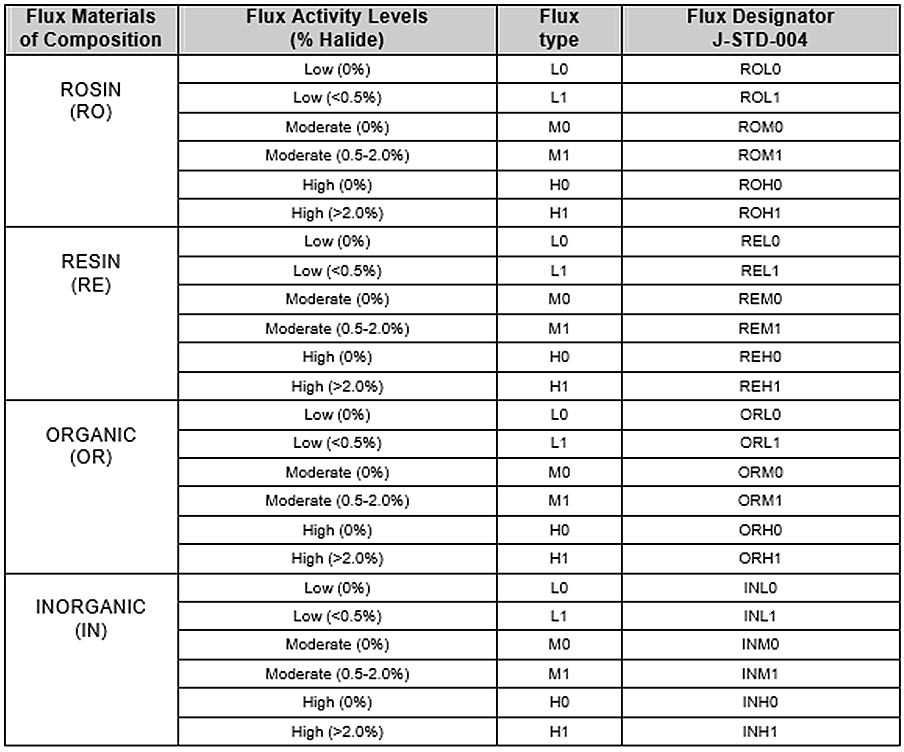 Flux Materials of Composition Flux Activity Levels (% Halide) Flux type Flux Designator J-STD-004
ROSIN (RO)
Low (0%) L0 ROL0
Low (<0.5%) L1 ROL1
Moderate (0%) M0 ROM0
Moderate (0.5-2.0%) M1 ROM1
High (0%) H0 ROH0
High (>2.0%) H1 ROH1
RESIN (RE)
Low (0%) L0 REL0
Low (<0.5%) L1 REL1
Moderate (0%) M0 REM0
Moderate (0.5-2.0%) M1 REM1
High (0%) H0 REH0
High (>2.0%) H1 REH1
ORGANIC (OR)
Low (0%) L0 ORL0
Low (<0.5%) L1 ORL1
Moderate (0%) M0 ORM0
Moderate (0.5-2.0%) M1 ORM1
High (0%) H0 ORH0
High (>2.0%) H1 ORH1
INORGANIC (IN)
Low (0%) L0 INL0
Low (<0.5%) L1 INL1
Moderate (0%) M0 INM0
Moderate (0.5-2.0%) M1 INM1
High (0%) H0 INH0
High (>2.0%) H1 INH1